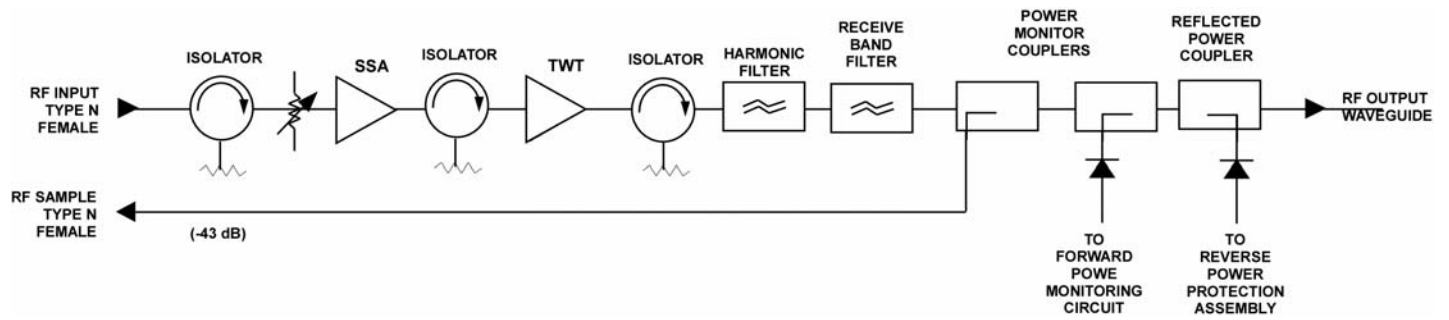 RF INPUT
TYPE N
FEMALE
ISOLATOR
SSA
ISOLATOR
TWT
ISOLATOR
HARMONIC
FILTER
RECEIVE
BAND
FILTER
POWER
MONITOR
COUPLERS
REFLECTED
POWER
COUPLER
RF OUTPUT
WAVEGUIDE
RF SAMPLE
TYPE N
FEMALE
(-43 dB)
TO
FORWARD
POWE
MONITORING
CIRCUIT
TO
REVERSE
POWER
PROTECTION
ASSEMBLY